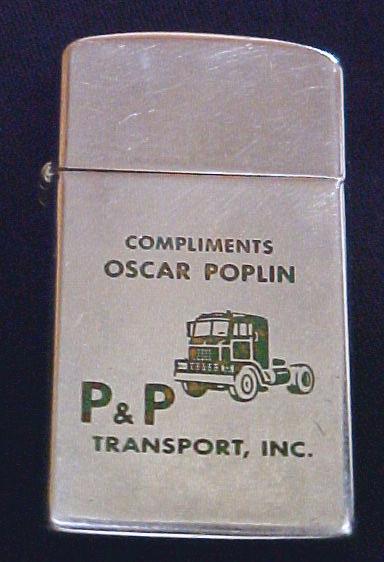 COMPLIMENTS
OSCAR POPLIN
P & P
TRANSPORT, INC.